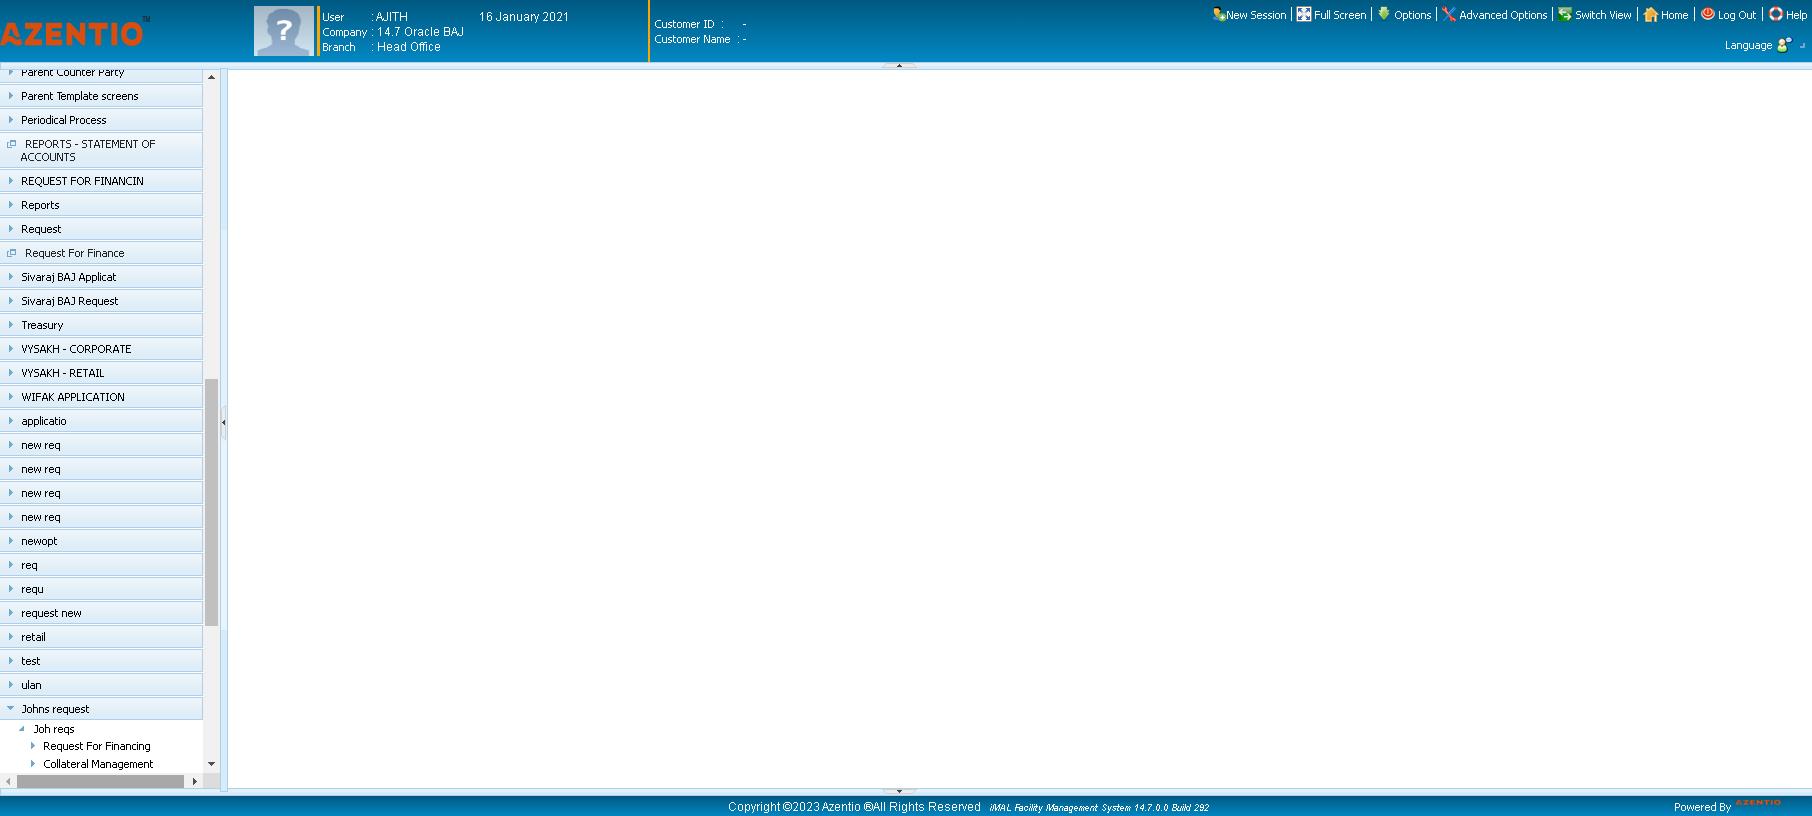 AZENTIO™
User : AJITH 16 January 2021
Company : 14.7 Oracle BAJ
Branch : Head Office
Customer ID : -
Customer Name : -
New Session | Full Screen | Options | Advanced Options | Switch View | Home | Log Out | Help
Language
Parent Counter Party
Parent Template screens
Periodical Process
REPORTS - STATEMENT OF
ACCOUNTS
REQUEST FOR FINANCIN
Reports
Request
Request For Finance
Sivaraj BAJ Applicat
Sivaraj BAJ Request
Treasury
VYSAKH - CORPORATE
VYSAKH - RETAIL
WIFAK APPLICATION
applicatio
new req
new req
new req
new req
newopt
req
requ
request new
retail
test
ulan
Johns request
Joh reqs
Request For Financing
Collateral Management
Copyright ©2023 Azentio ®All Rights Reserved iMAL Facility Management System 14.7.0.0 Build 292
Powered By AZENTIO